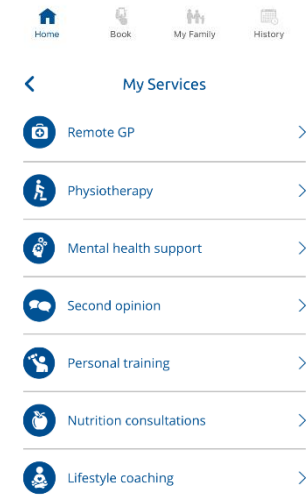 Home Book My Family History
My Services
Remote GP
Physiotherapy
Mental health support
Second opinion
Personal training
Nutrition consultations
Lifestyle coaching